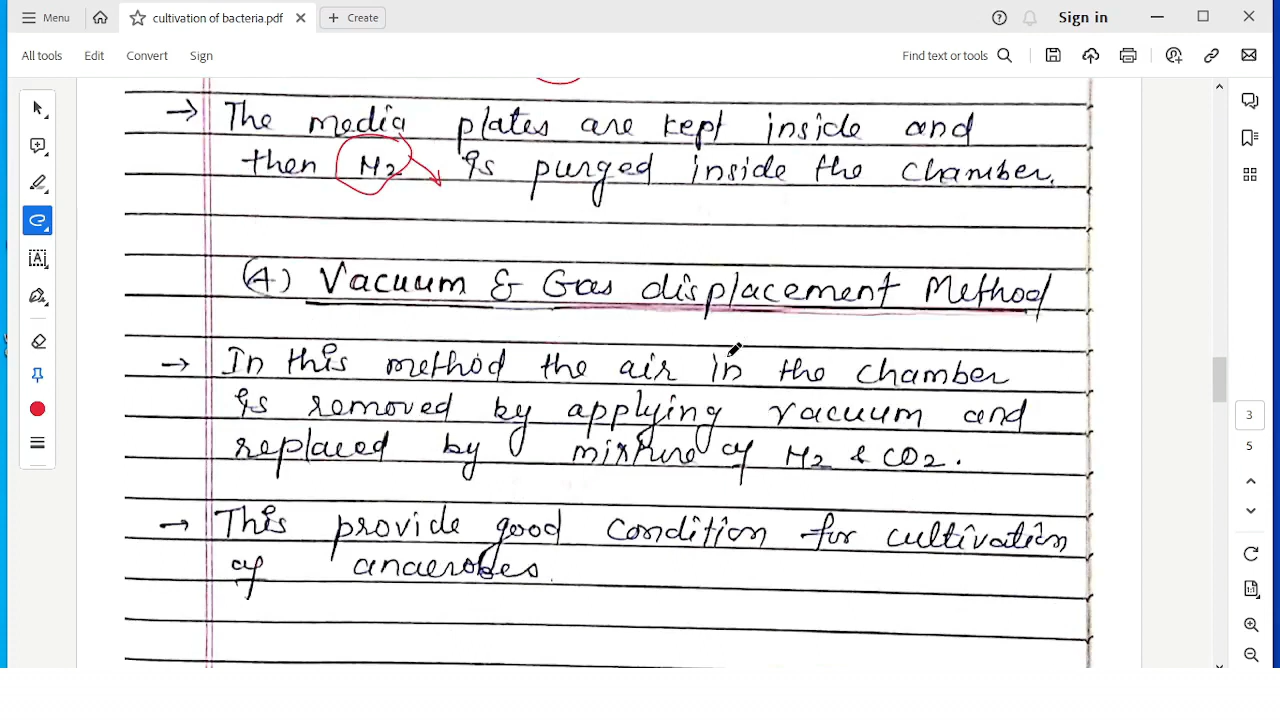 Menu
cultivation of bacteria.pdf
Create
Sign in
All tools Edit Convert Sign
Find text or tools
→ The media plates are kept inside and
then H2 is purged inside the chamber.
(A) Vacuum & Gas displacement Method
→ In this method the air in the chamber
is removed by applying vacuum and
replaced by mixture of H2 & CO2.
→ This provide good condition for cultivation
of anaerobes.
3
5
1:1